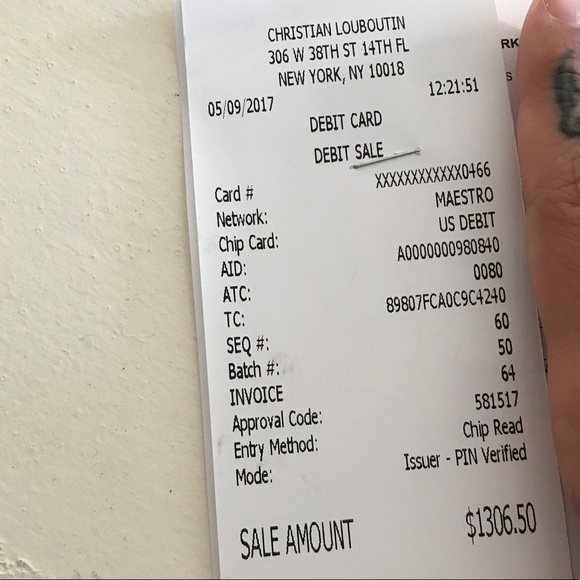 CHRISTIAN LOUBOUTIN
306 W 38TH ST 14TH FL
NEW YORK, NY 10018
05/09/2017 12:21:51
DEBIT CARD
DEBIT SALE
Card # XXXXXXXXXXXX0466
Network: MAESTRO
Chip Card: US DEBIT
AID: A0000000980840
ATC: 0080
TC: 89807FCA0C9C4240
SEQ #: 60
Batch #: 50
INVOICE 64
Approval Code: 581517
Entry Method: Chip Read
Mode: Issuer - PIN Verified
SALE AMOUNT $1306.50